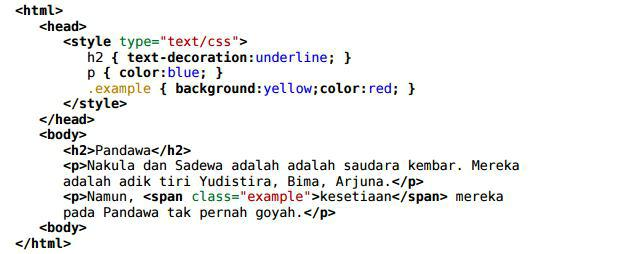 <html>
<head>
<style type="text/css">
h2 { text-decoration:underline; }
p { color:blue; }
.example { background:yellow;color:red; }
</style>
</head>
<body>
<h2>Pandawa</h2>
<p>Nakula dan Sadewa adalah adalah saudara kembar. Mereka
adalah adik tiri Yudistira, Bima, Arjuna.</p>
<p>Namun, <span class="example">kesetiaan</span> mereka
pada Pandawa tak pernah goyah.</p>
<body>
</html>